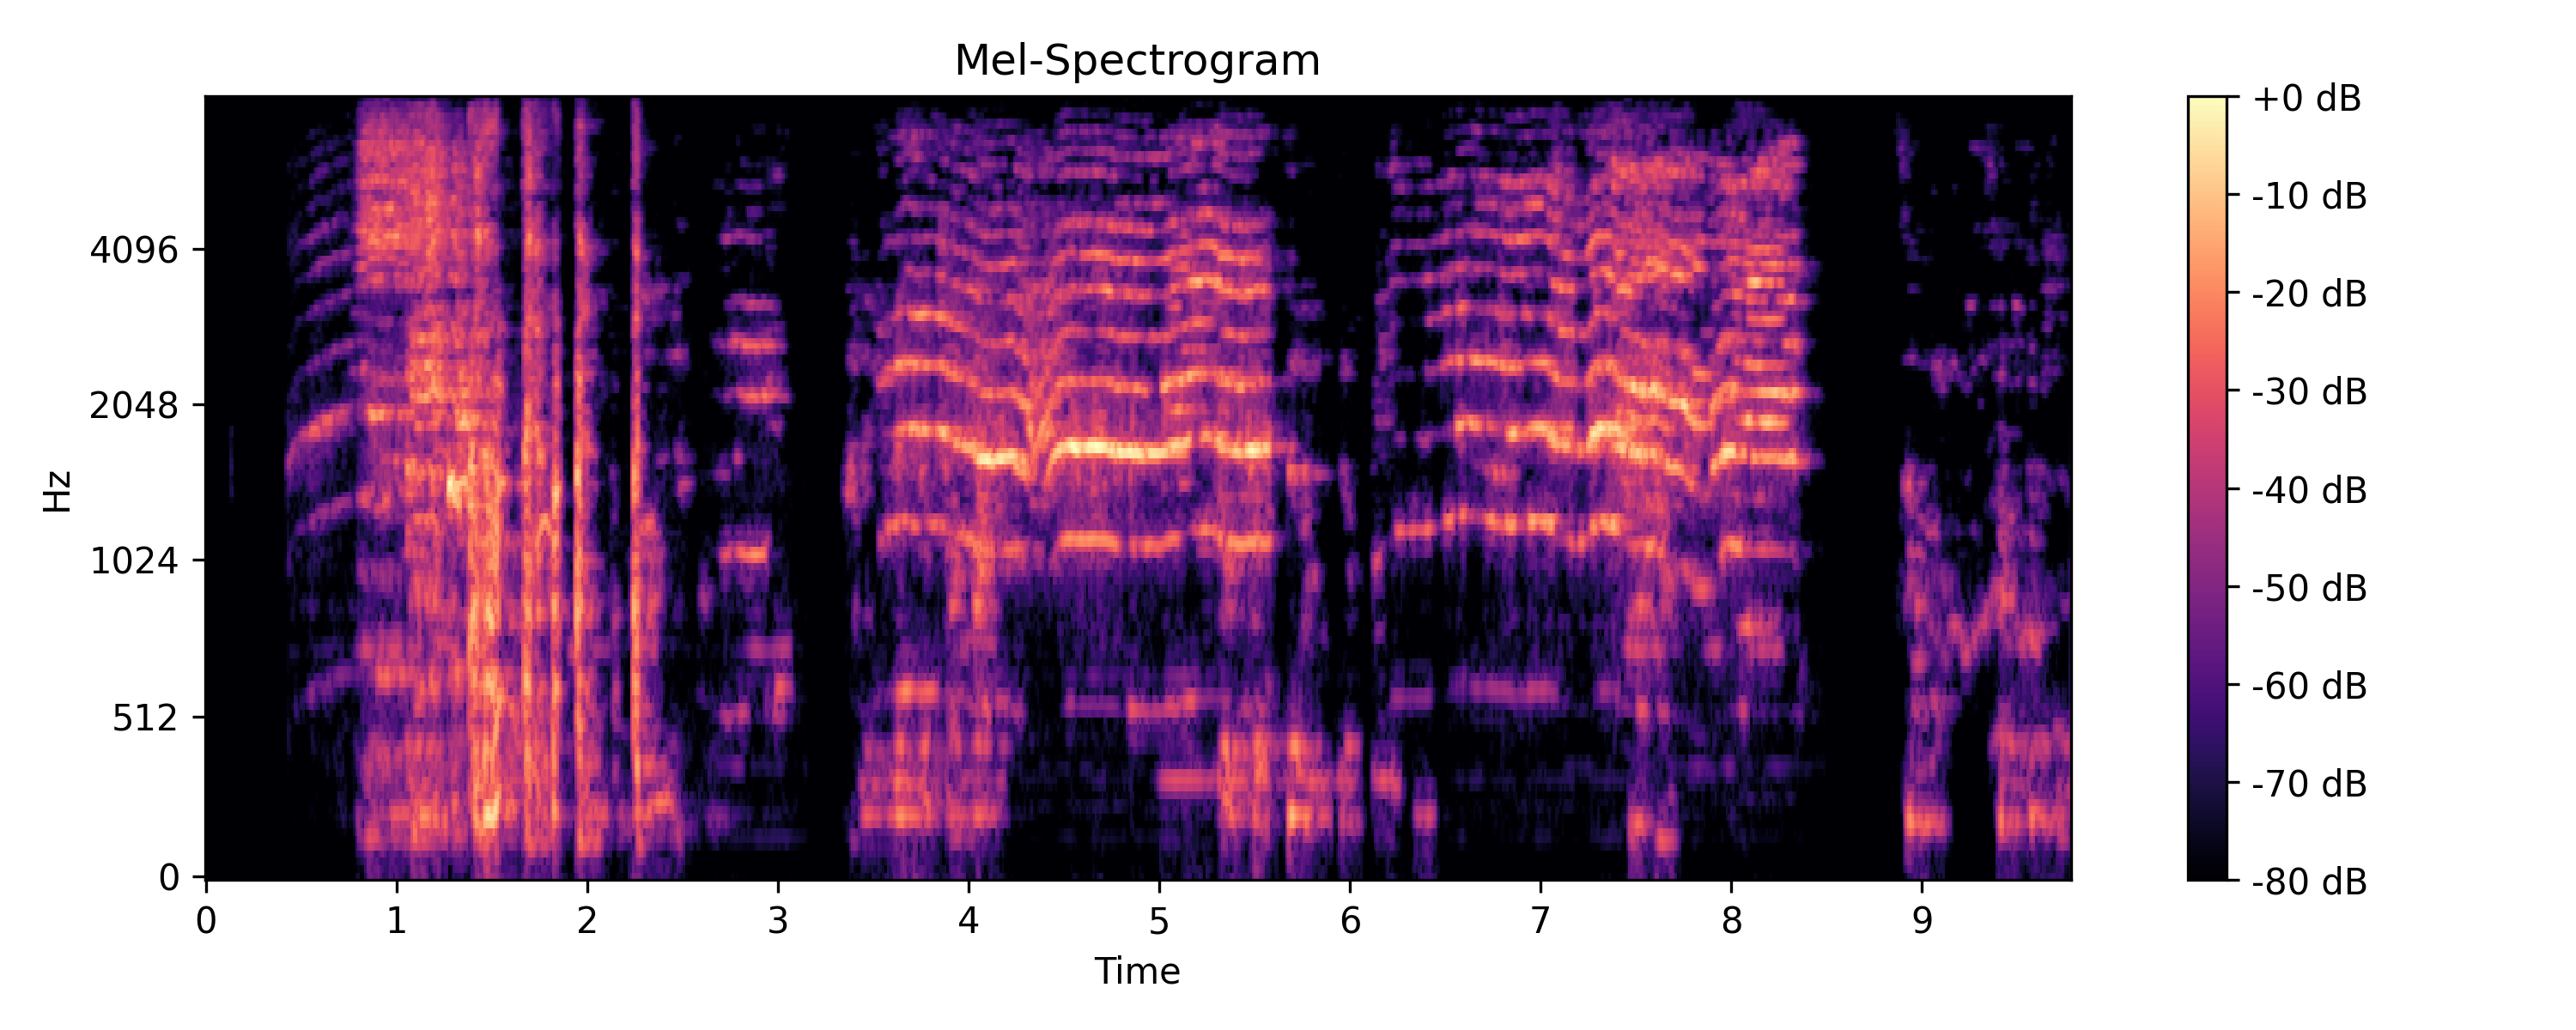 Mel-Spectrogram
+0 dB
-10 dB
-20 dB
-30 dB
-40 dB
-50 dB
-60 dB
-70 dB
-80 dB
4096
2048
1024
512
0
Hz
0 1 2 3 4 5 6 7 8 9
Time